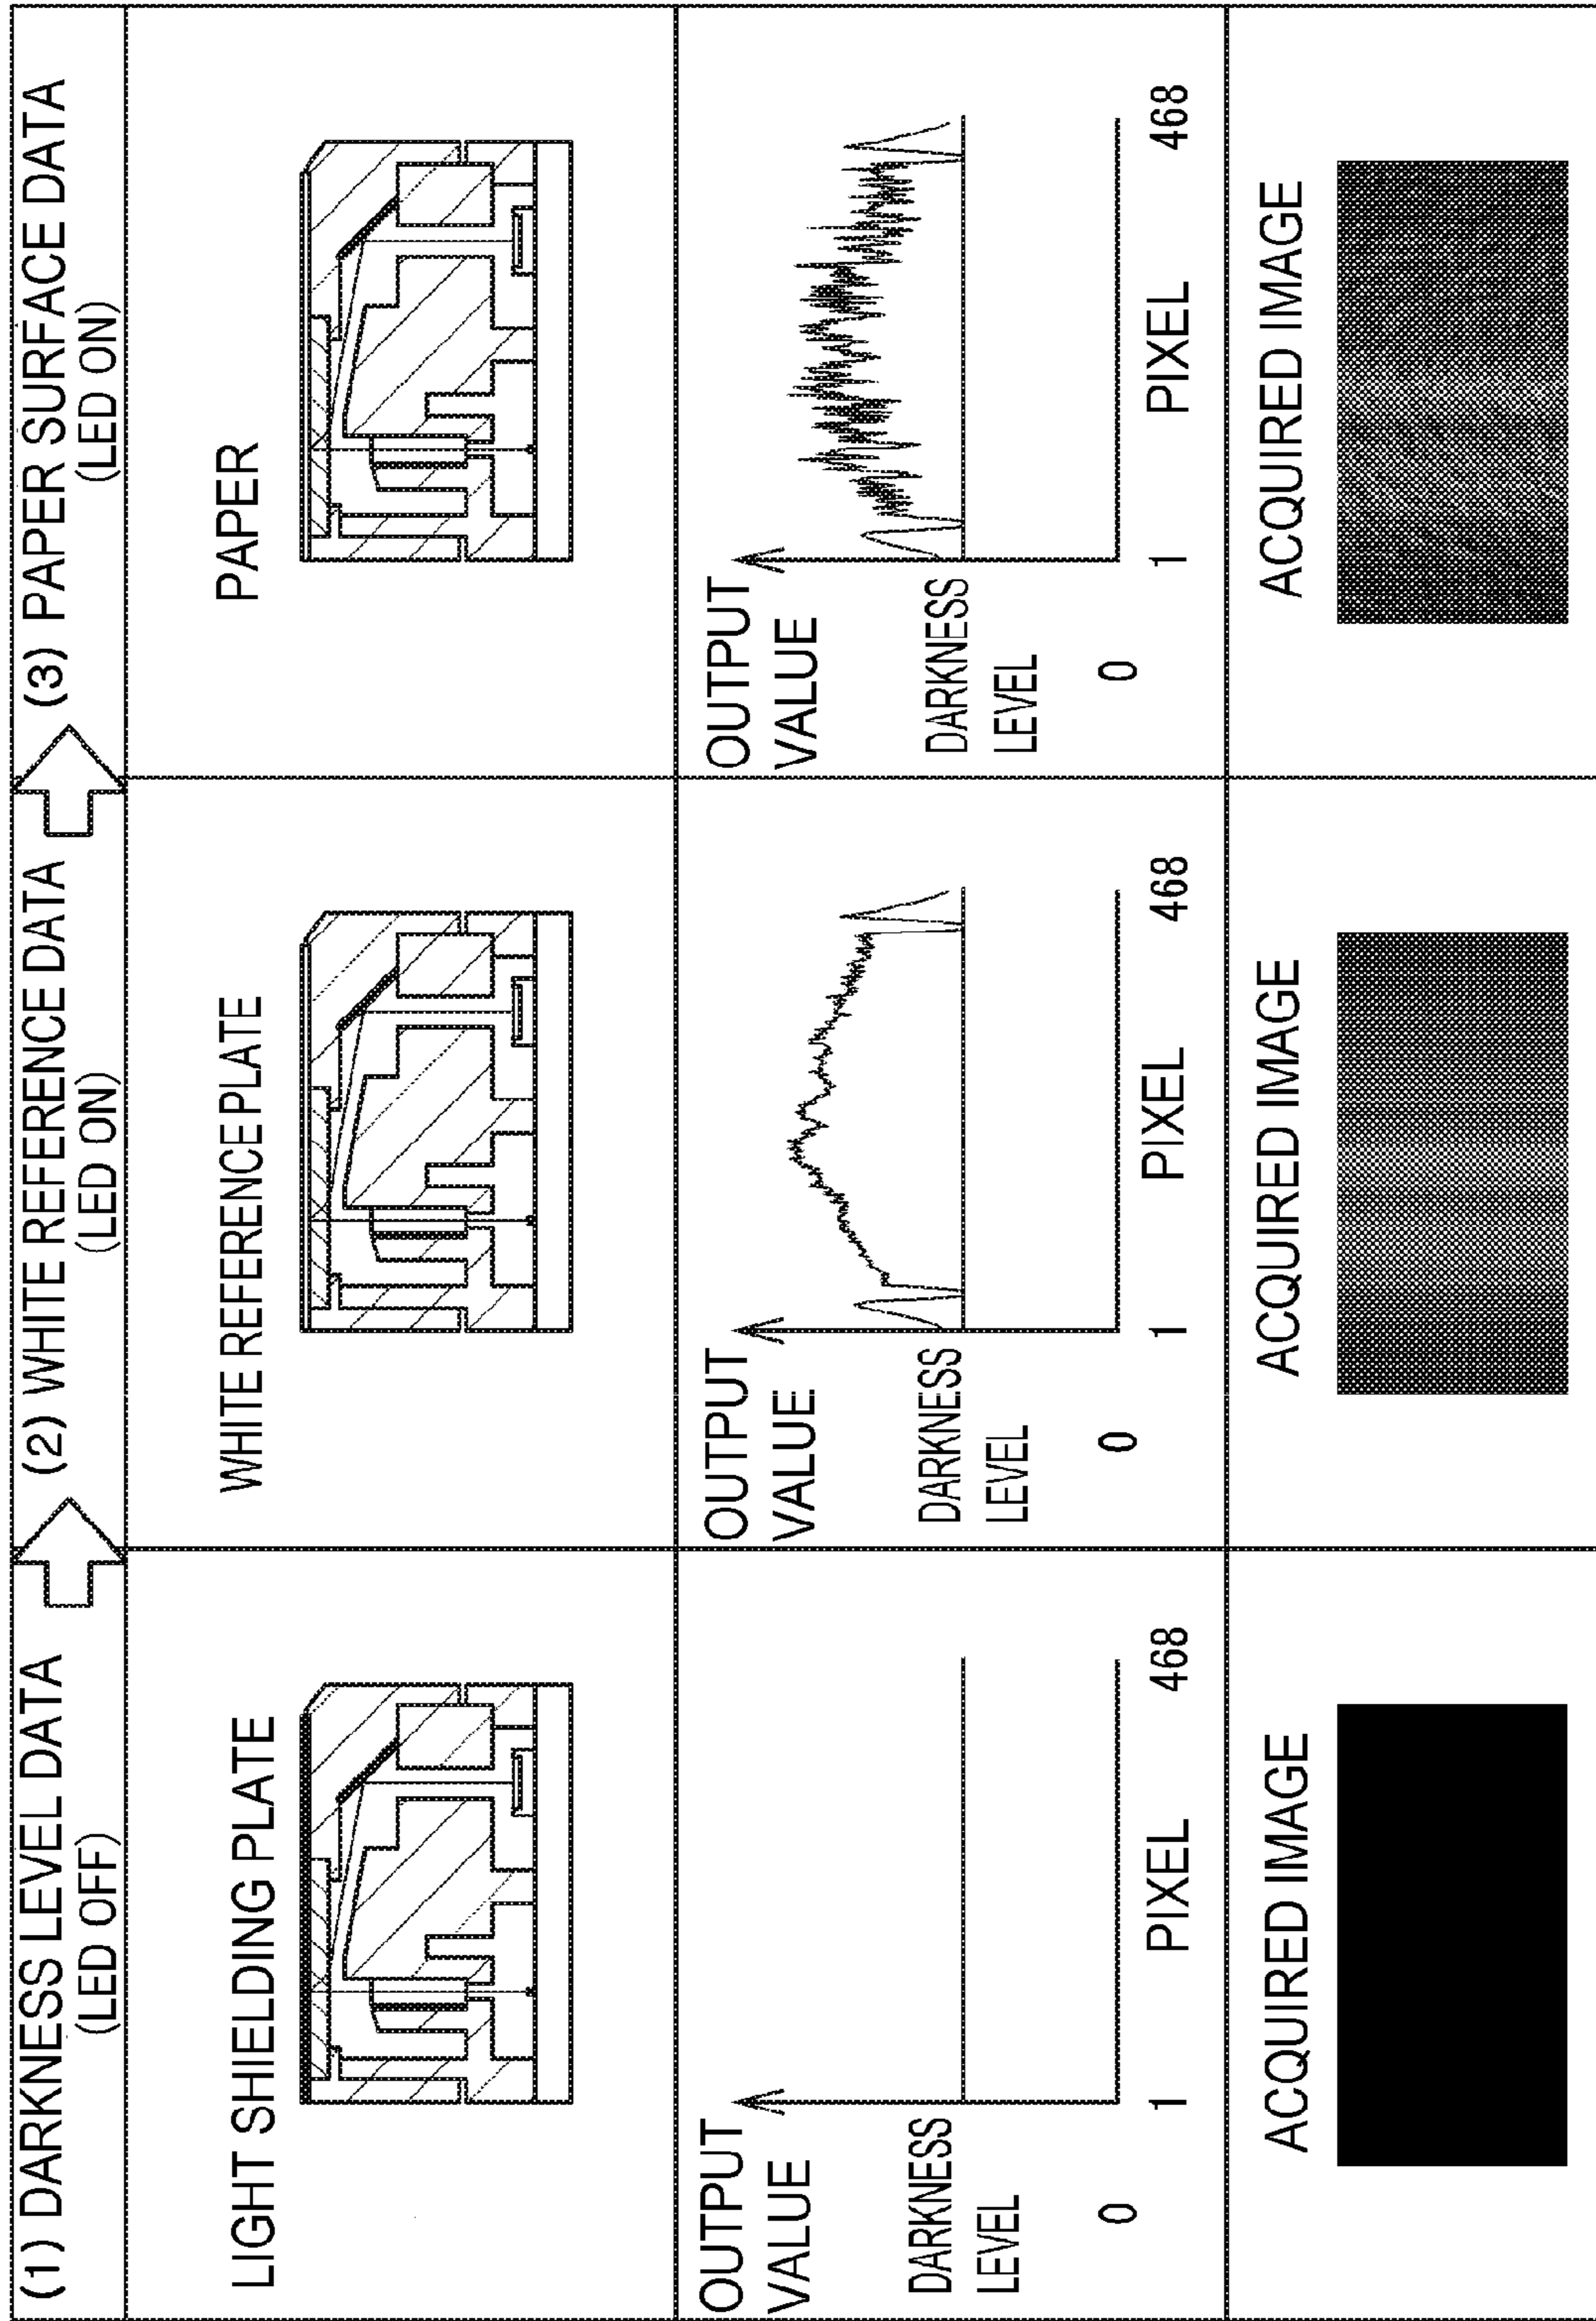 (1) DARKNESS LEVEL DATA
(LED OFF)
(2) WHITE REFERENCE DATA
(LED ON)
(3) PAPER SURFACE DATA
(LED ON)
LIGHT SHIELDING PLATE
WHITE REFERENCE PLATE
PAPER
OUTPUT
VALUE
DARKNESS
LEVEL
0
1
PIXEL
468
OUTPUT
VALUE
DARKNESS
LEVEL
0
1
PIXEL
468
OUTPUT
VALUE
DARKNESS
LEVEL
0
1
PIXEL
468
ACQUIRED IMAGE
ACQUIRED IMAGE
ACQUIRED IMAGE